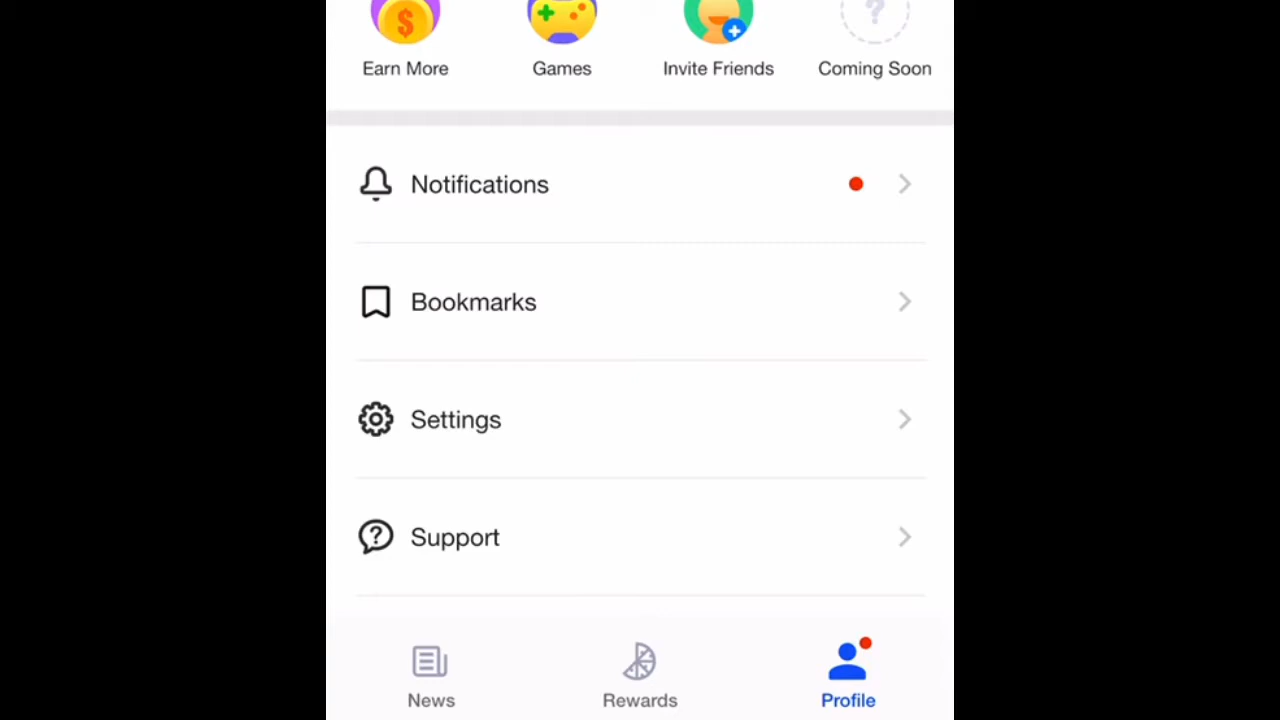 Earn More
Games
Invite Friends
Coming Soon
Notifications
Bookmarks
Settings
Support
News
Rewards
Profile